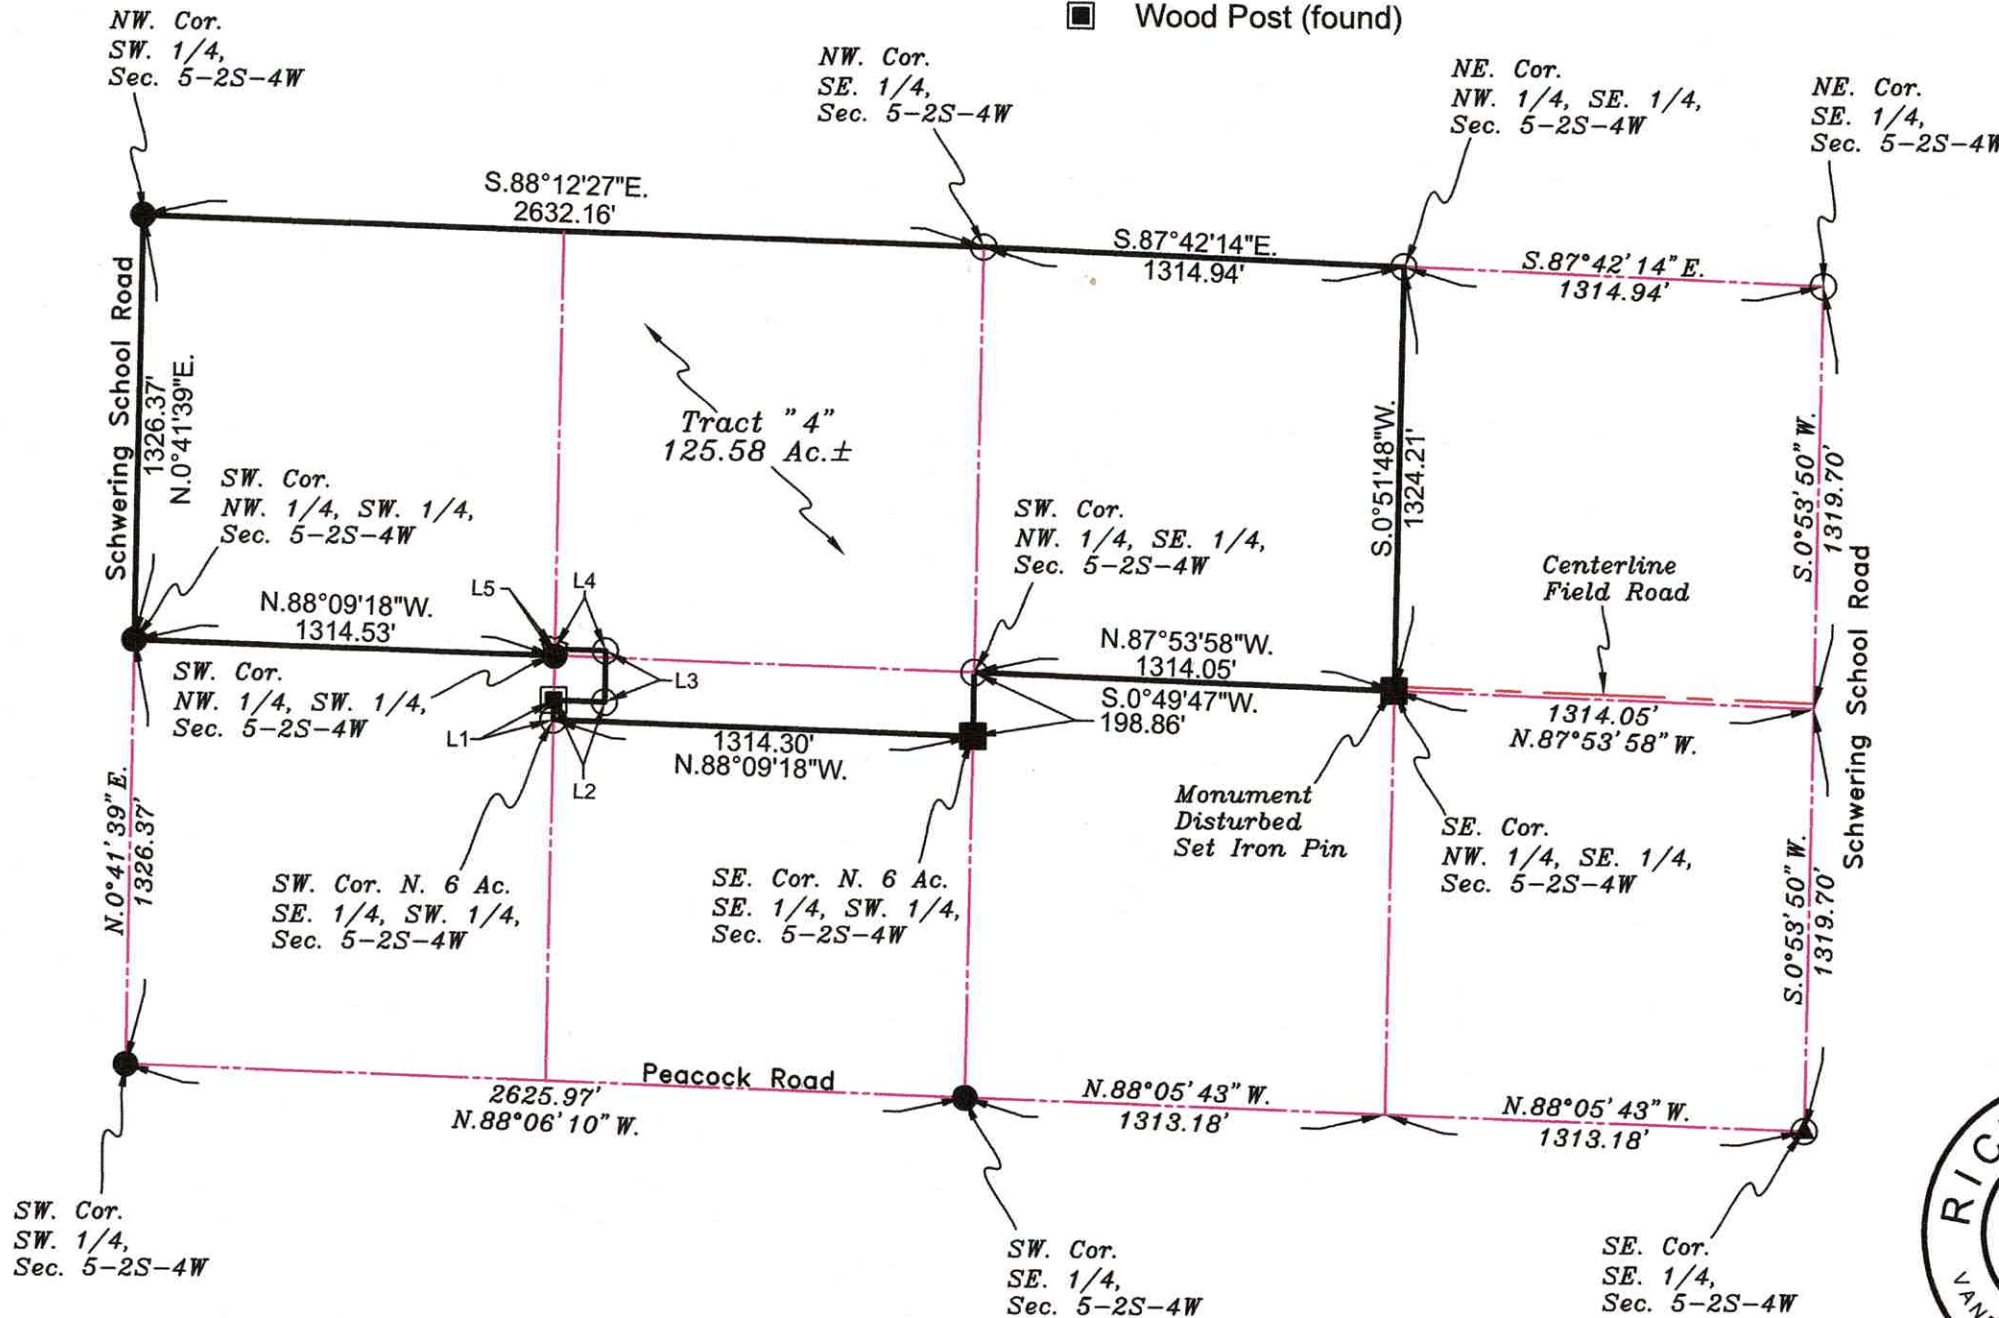 Wood Post (found)
NW. Cor.
SW. 1/4,
Sec. 5-2S-4W
NW. Cor.
SE. 1/4,
Sec. 5-2S-4W
NE. Cor.
NW. 1/4, SE. 1/4,
Sec. 5-2S-4W
NE. Cor.
SE. 1/4,
Sec. 5-2S-4W
S.88°12'27"E.
2632.16'
S.87°42'14"E.
1314.94'
S.87°42'14"E.
1314.94'
Schwering School Road
1326.37'
N.0°41'39"E.
Tract "4"
125.58 Ac.±
S.0°51'48"W.
1324.21'
S.0°53'50"W.
1319.70'
SW. Cor.
NW. 1/4, SW. 1/4,
Sec. 5-2S-4W
SW. Cor.
NW. 1/4, SE. 1/4,
Sec. 5-2S-4W
Centerline
Field Road
Schwering School Road
L5
L4
N.88°09'18"W.
1314.53'
N.87°53'58"W.
1314.05'
SW. Cor.
NW. 1/4, SW. 1/4,
Sec. 5-2S-4W
L3
S.0°49'47"W.
198.86'
1314.05'
N.87°53'58"W.
L1
1314.30'
N.88°09'18"W.
L2
Monument
Disturbed
Set Iron Pin
SE. Cor.
NW. 1/4, SE. 1/4,
Sec. 5-2S-4W
N.0°41'39"E.
1326.37'
SW. Cor. N. 6 Ac.
SE. 1/4, SW. 1/4,
Sec. 5-2S-4W
SE. Cor. N. 6 Ac.
SE. 1/4, SW. 1/4,
Sec. 5-2S-4W
S.0°53'50"W.
1319.70'
Peacock Road
2625.97'
N.88°06'10"W.
N.88°05'43"W.
1313.18'
N.88°05'43"W.
1313.18'
SW. Cor.
SW. 1/4,
Sec. 5-2S-4W
SW. Cor.
SE. 1/4,
Sec. 5-2S-4W
SE. Cor.
SE. 1/4,
Sec. 5-2S-4W